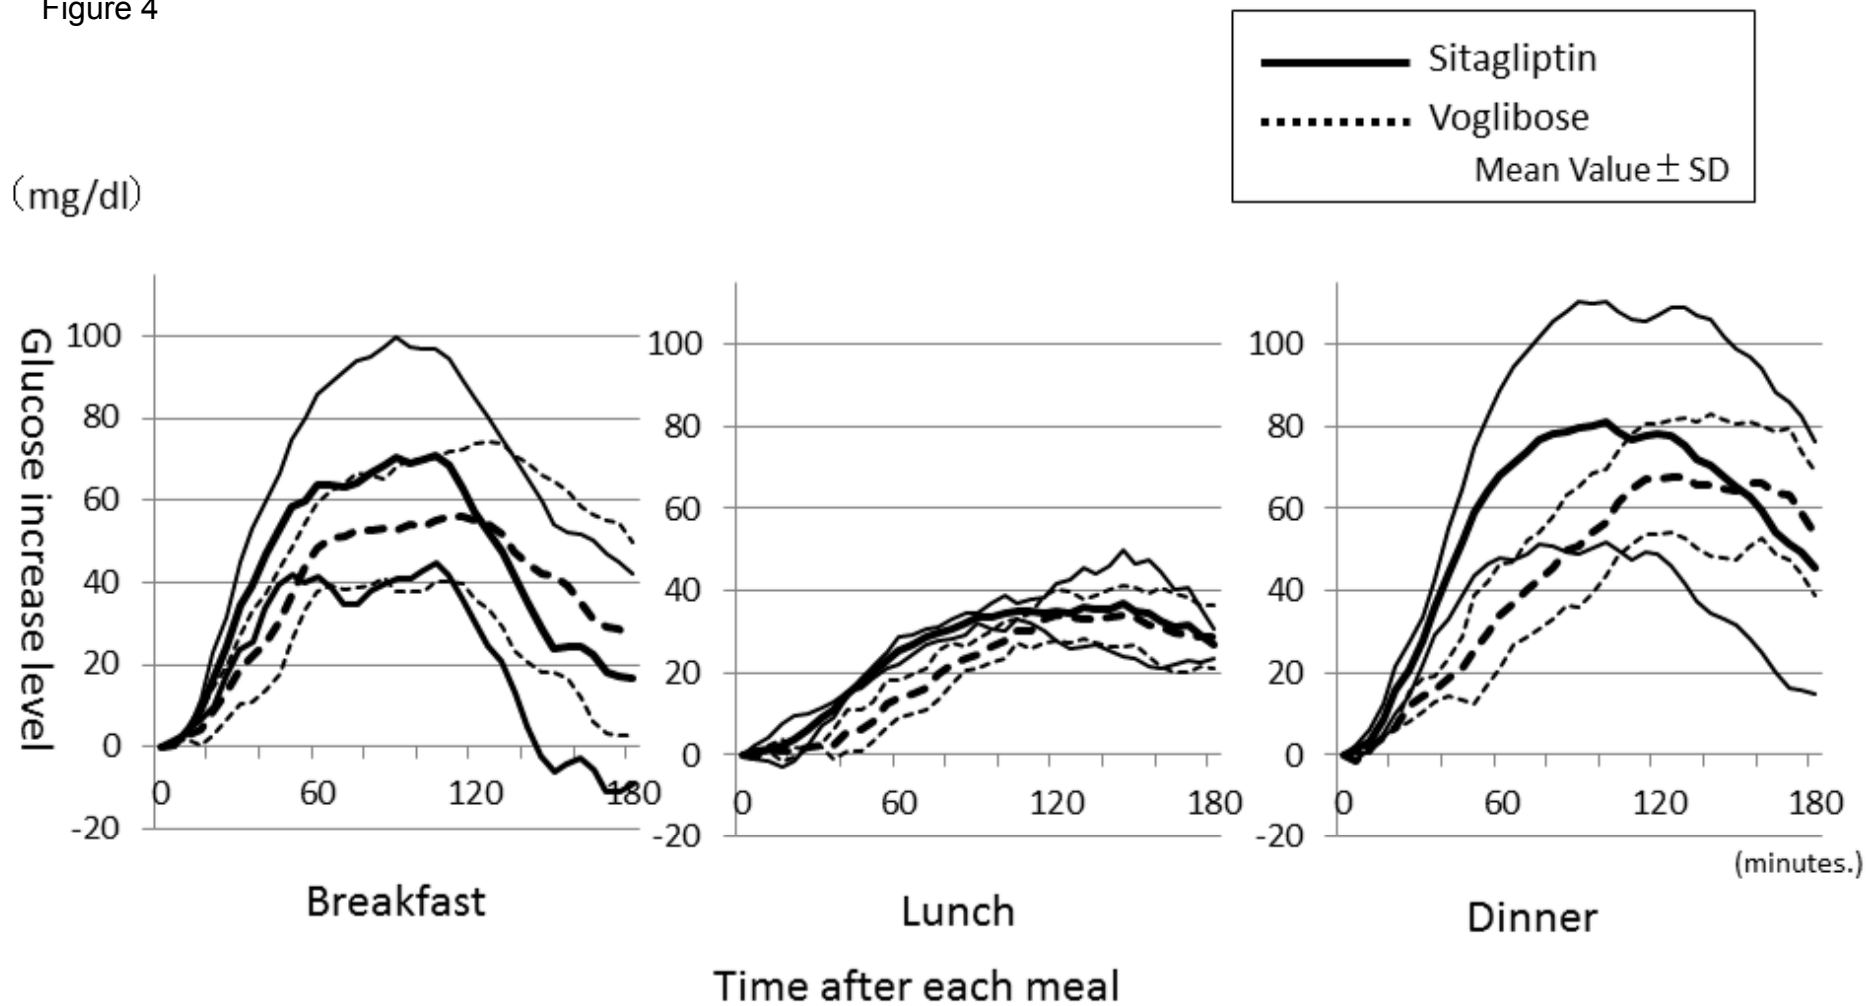 Figure 4
Sitagliptin
Voglibose
Mean Value ± SD
(mg/dl)
Glucose increase level
100
80
60
40
20
0
-20
0 60 120 180
Breakfast
100
80
60
40
20
0
-20
0 60 120 180
Lunch
100
80
60
40
20
0
-20
0 60 120 180
(minutes.)
Dinner
Time after each meal